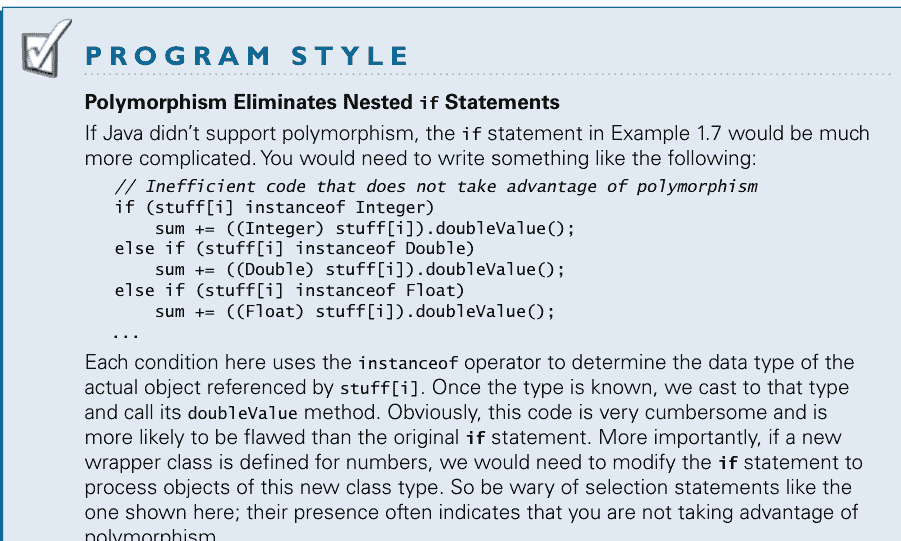 PROGRAM STYLE
Polymorphism Eliminates Nested if Statements
If Java didn't support polymorphism, the if statement in Example 1.7 would be much
more complicated. You would need to write something like the following:
// Inefficient code that does not take advantage of polymorphism
if (stuff[i] instanceof Integer)
sum += ((Integer) stuff[i]).doubleValue();
else if (stuff[i] instanceof Double)
sum += ((Double) stuff[i]).doubleValue();
else if (stuff[i] instanceof Float)
sum += ((Float) stuff[i]).doubleValue();
...
Each condition here uses the instanceof operator to determine the data type of the
actual object referenced by stuff[i]. Once the type is known, we cast to that type
and call its doubleValue method. Obviously, this code is very cumbersome and is
more likely to be flawed than the original if statement. More importantly, if a new
wrapper class is defined for numbers, we would need to modify the if statement to
process objects of this new class type. So be wary of selection statements like the
one shown here; their presence often indicates that you are not taking advantage of
polymorphism.